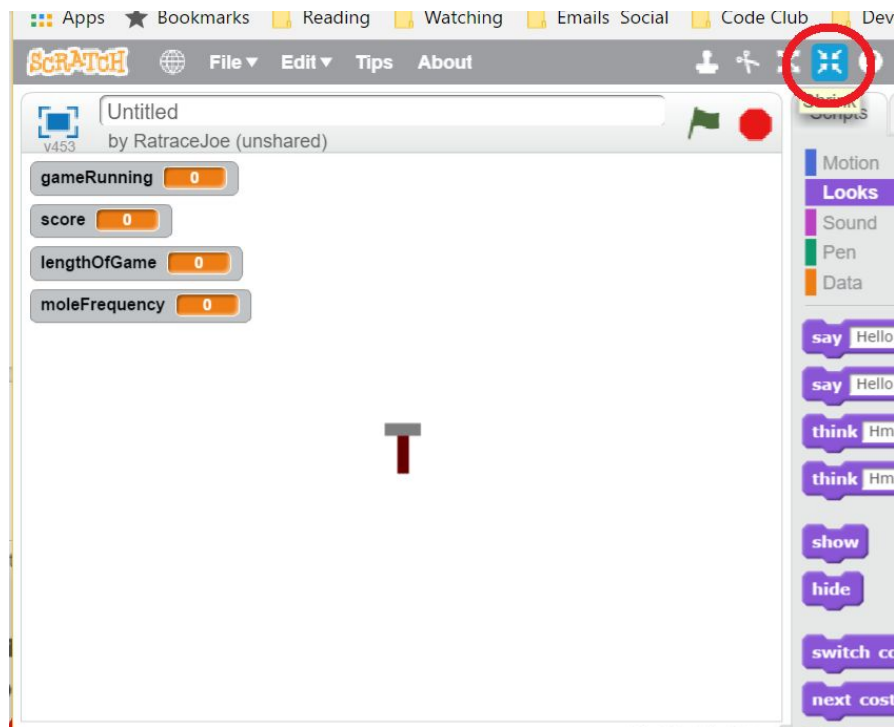 Apps Bookmarks Reading Watching Emails Social Code Club Dev
SCRATCH File Edit Tips About
Shrink
Scripts
Untitled
by RatraceJoe (unshared)
v453
gameRunning 0
score 0
lengthOfGame 0
moleFrequency 0
Motion
Looks
Sound
Pen
Data
say Hello
say Hello
think Hm
think Hm
show
hide
switch co
next cost